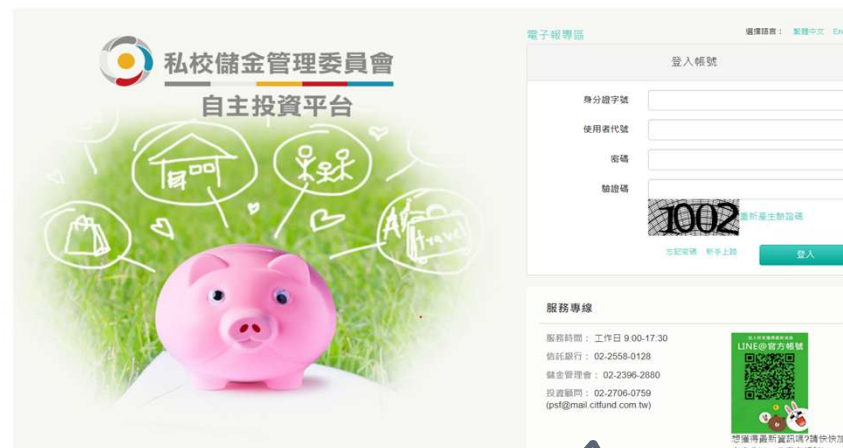 私校儲金管理委員會
自主投資平台
Travel
電子報專區
選擇語言： 繁體中文 En
登入帳號
身分證字號
使用者代號
密碼
驗證碼
1002
重新產生驗證碼
忘記密碼 新手上路
登入
服務專線
服務時間： 工作日 9:00-17:30
信託銀行： 02-2558-0128
儲金管理會： 02-2396-2880
投資顧問： 02-2706-0759
(psf@mail.citfund.com.tw)
LINE@官方帳號
想獲得最新資訊嗎?請快快加